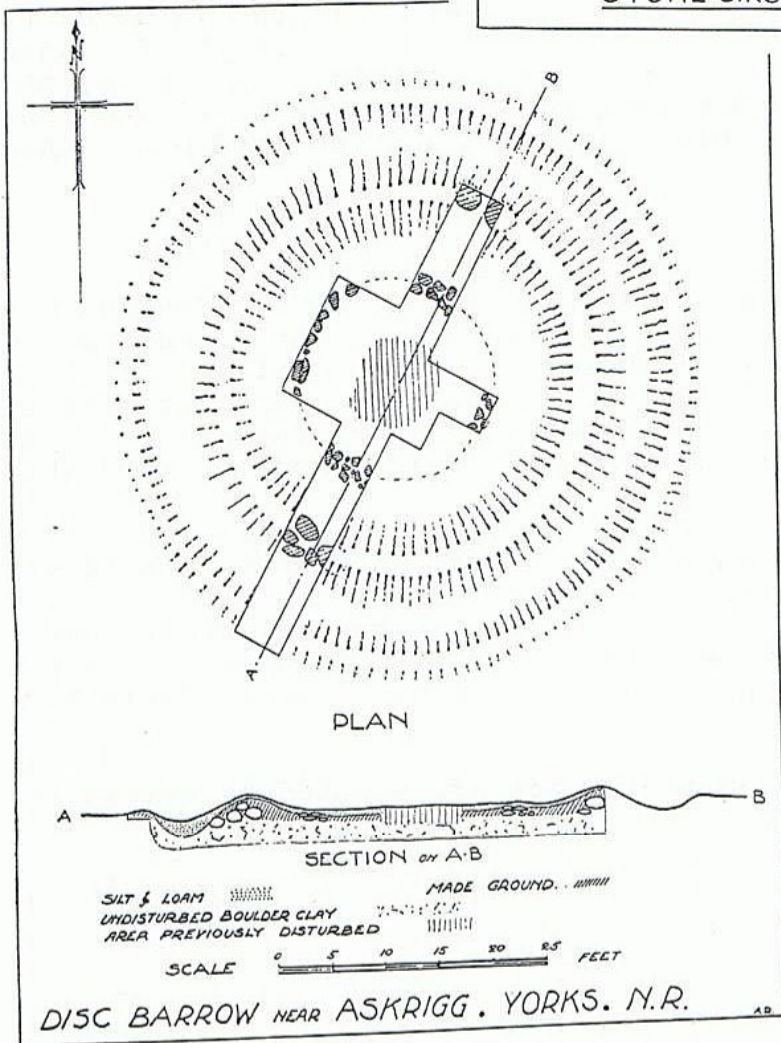 N
B
A
PLAN
A B
SECTION ON A-B
SILT & LOAM MADE GROUND..
UNDISTURBED BOULDER CLAY
AREA PREVIOUSLY DISTURBED
SCALE 0 5 10 15 20 25 FEET
DISC BARROW NEAR ASKRIGG. YORKS. N.R.